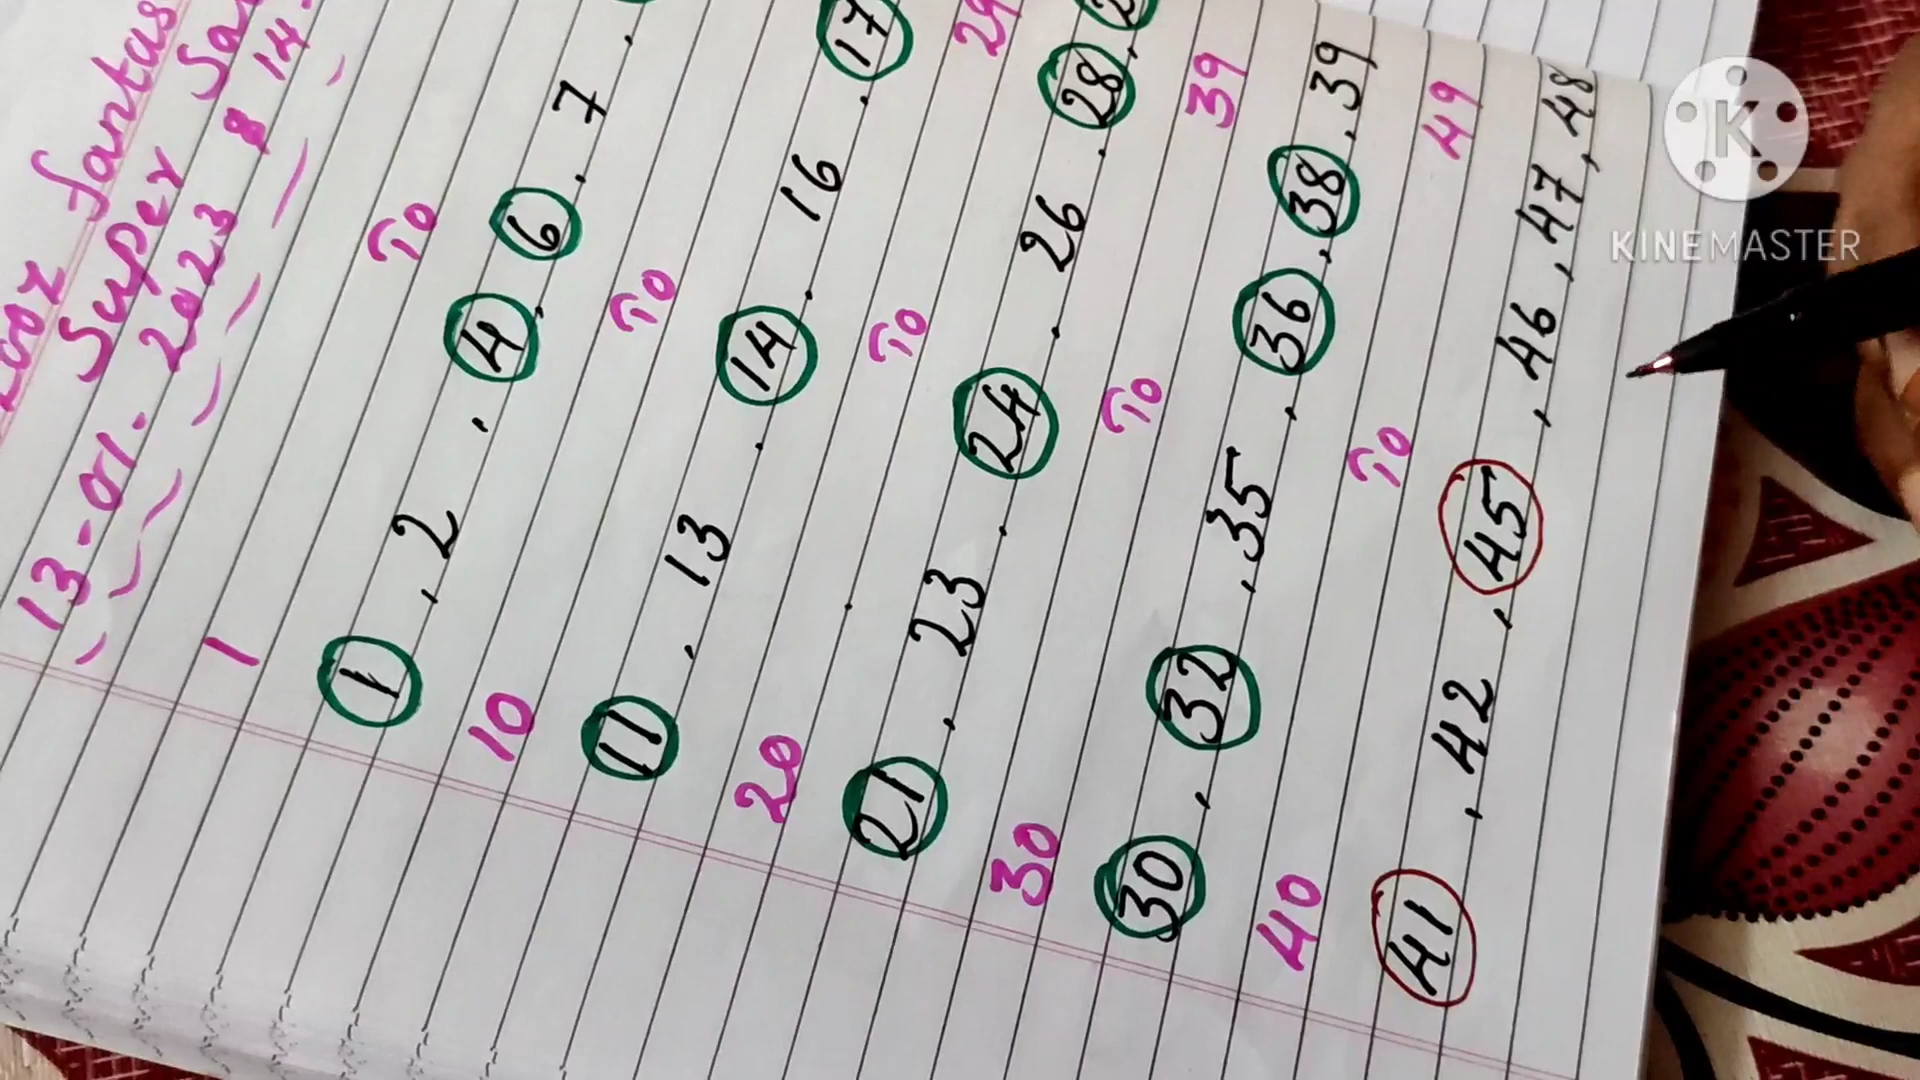 Super Sa
13-01-2023 & 14-
1 To
1 . 2 . 4 . 6 . 7 .
10 To
11 . 13 . 14 . 16 . 17
20 To 29
21 . 23 . 24 . 26 . 28 .
30 To 39
30 . 32 . 35 . 36 . 38 . 39
40 To 49
41 . 42 . 45 . 46 . 47 , 48
K
KINEMASTER